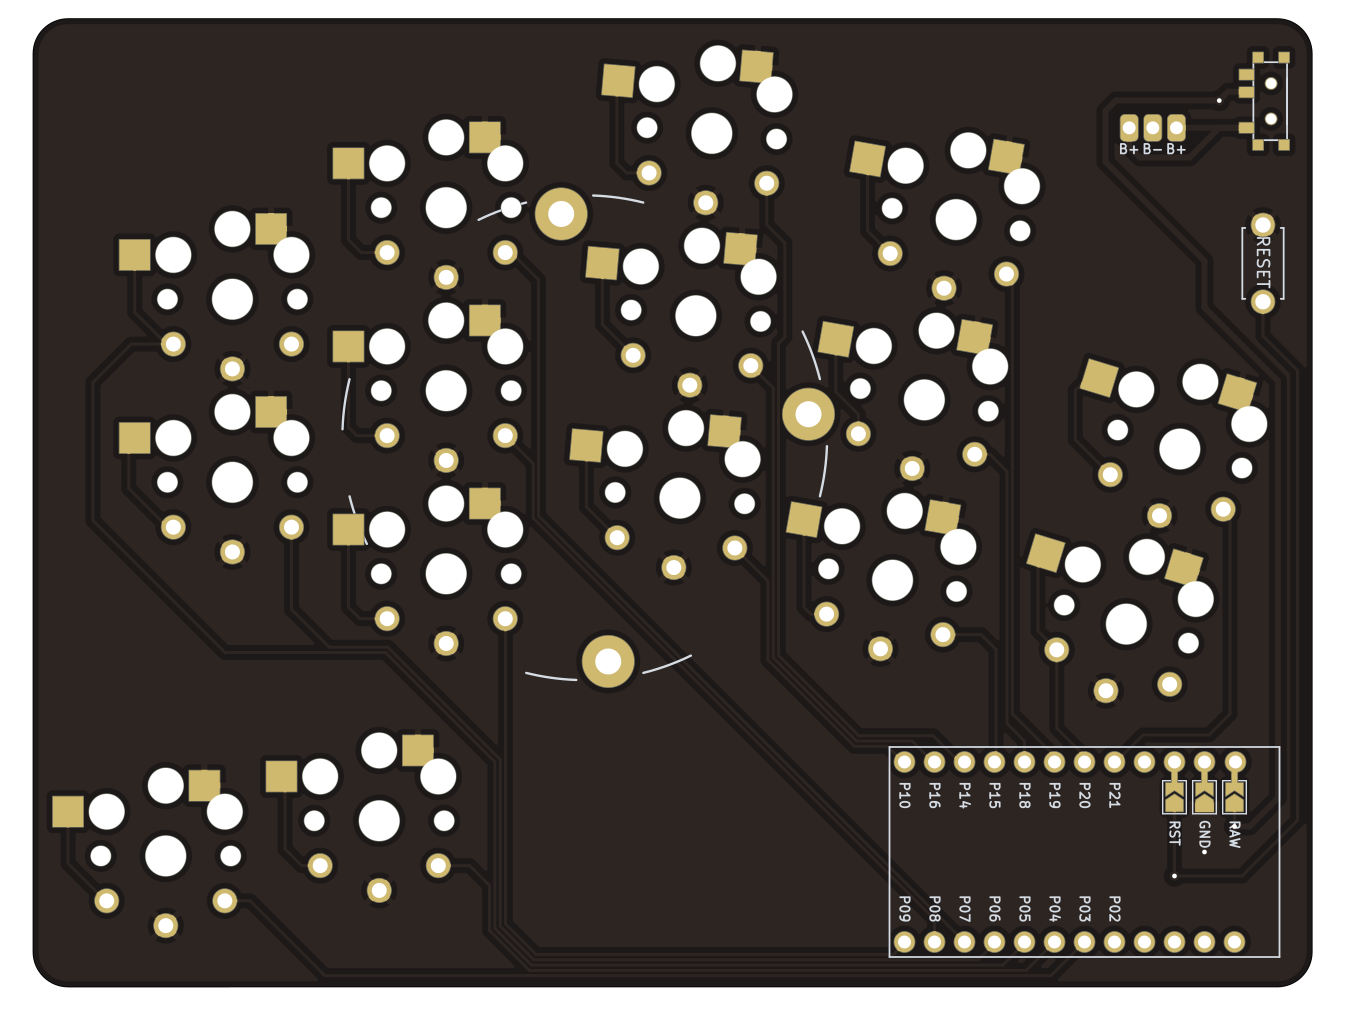 B+ B- B+
RESET
P10 P16 P14 P15 P18 P19 P20 P21
RST GND RAW
P09 P08 P07 P06 P05 P04 P03 P02